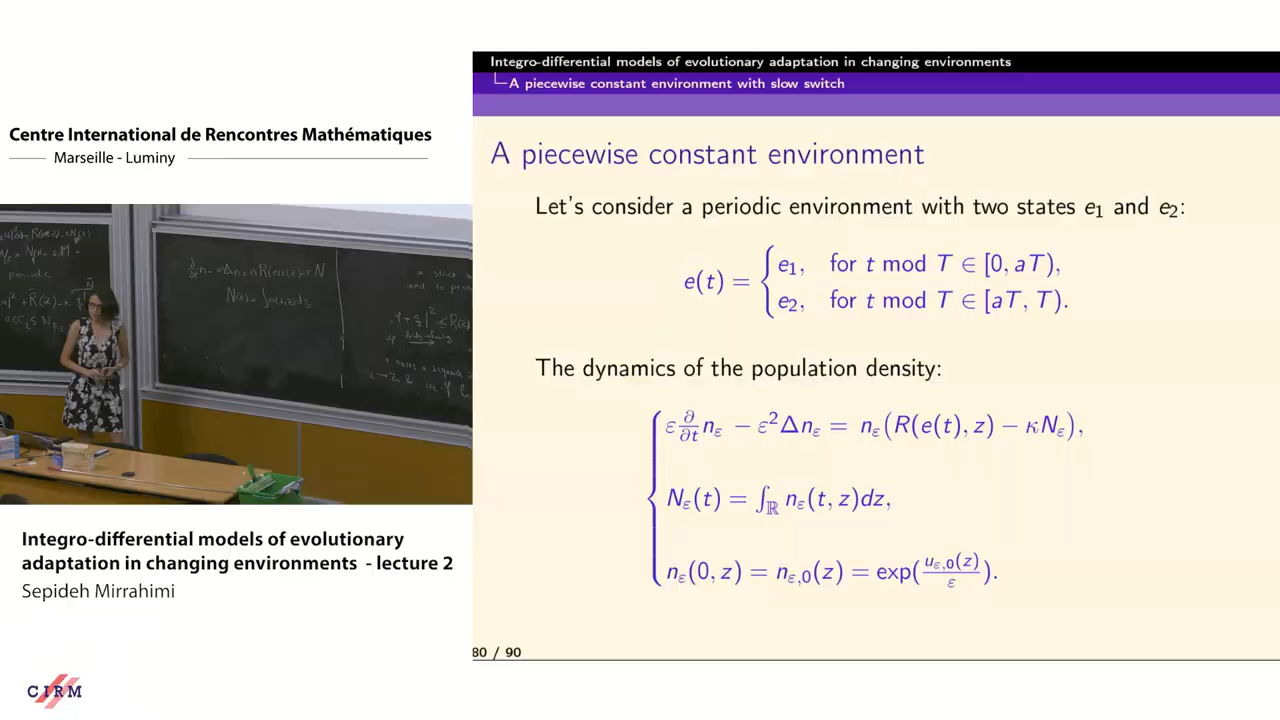 Centre International de Rencontres Mathématiques
Marseille - Luminy
Integro-differential models of evolutionary adaptation in changing environments
A piecewise constant environment with slow switch
A piecewise constant environment
Let's consider a periodic environment with two states e₁ and e₂:
e(t) = { e₁, for t mod T ∈ [0, aT),
e₂, for t mod T ∈ [aT, T).
The dynamics of the population density:
ε ∂/∂t n_ε − ε²Δn_ε = n_ε(R(e(t), z) − κN_ε),
N_ε(t) = ∫_ℝ n_ε(t, z)dz,
n_ε(0, z) = n_ε,0(z) = exp(u_ε,0(z)/ε).
80 / 90
Integro-differential models of evolutionary
adaptation in changing environments - lecture 2
Sepideh Mirrahimi
CIRM